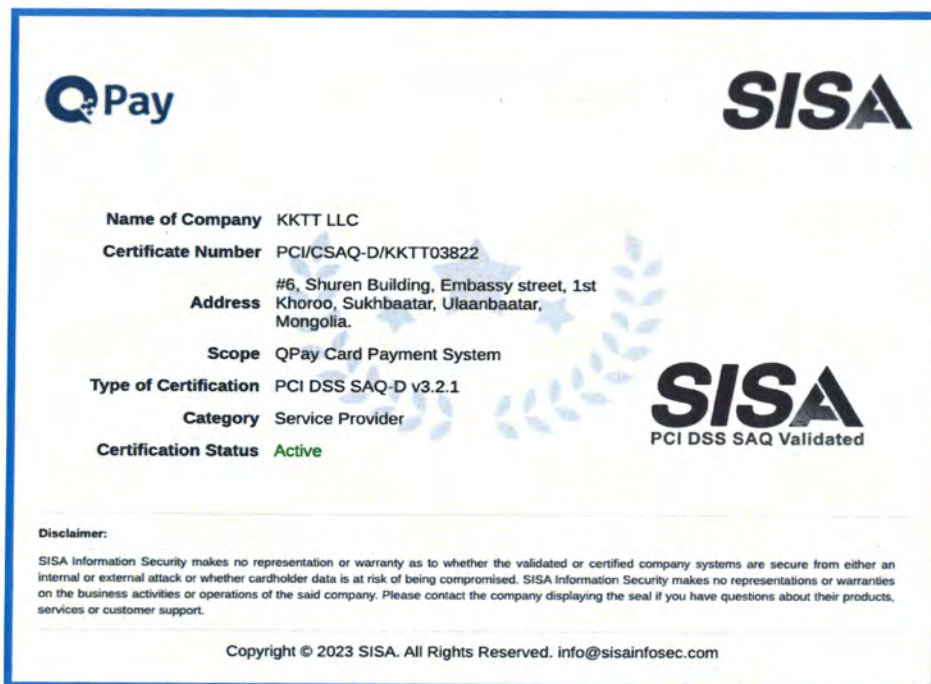 QPay
SISA
Name of Company KKTT LLC
Certificate Number PCI/CSAQ-D/KKTT03822
Address #6, Shuren Building, Embassy street, 1st
Khoroo, Sukhbaatar, Ulaanbaatar,
Mongolia.
Scope QPay Card Payment System
Type of Certification PCI DSS SAQ-D v3.2.1
Category Service Provider
Certification Status Active
SISA
PCI DSS SAQ Validated
Disclaimer:
SISA Information Security makes no representation or warranty as to whether the validated or certified company systems are secure from either an
internal or external attack or whether cardholder data is at risk of being compromised. SISA Information Security makes no representations or warranties
on the business activities or operations of the said company. Please contact the company displaying the seal if you have questions about their products,
services or customer support.
Copyright © 2023 SISA. All Rights Reserved. info@sisainfosec.com